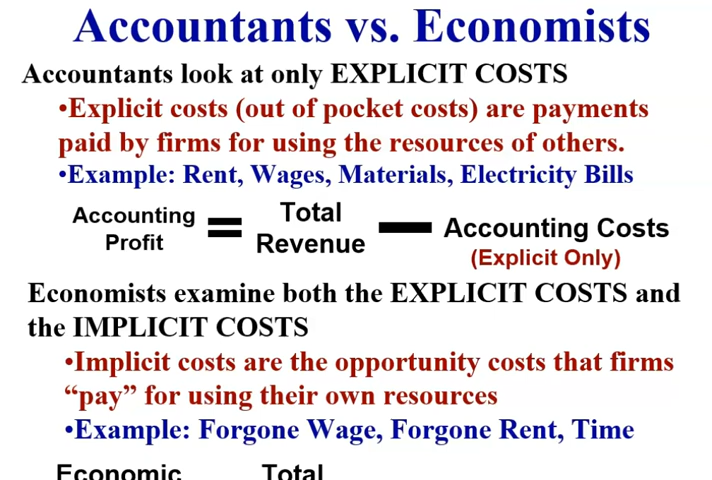 Accountants vs. Economists
Accountants look at only EXPLICIT COSTS
•Explicit costs (out of pocket costs) are payments
paid by firms for using the resources of others.
•Example: Rent, Wages, Materials, Electricity Bills
Accounting Profit = Total Revenue — Accounting Costs
(Explicit Only)
Economists examine both the EXPLICIT COSTS and
the IMPLICIT COSTS
•Implicit costs are the opportunity costs that firms
“pay” for using their own resources
•Example: Forgone Wage, Forgone Rent, Time
Economic Total